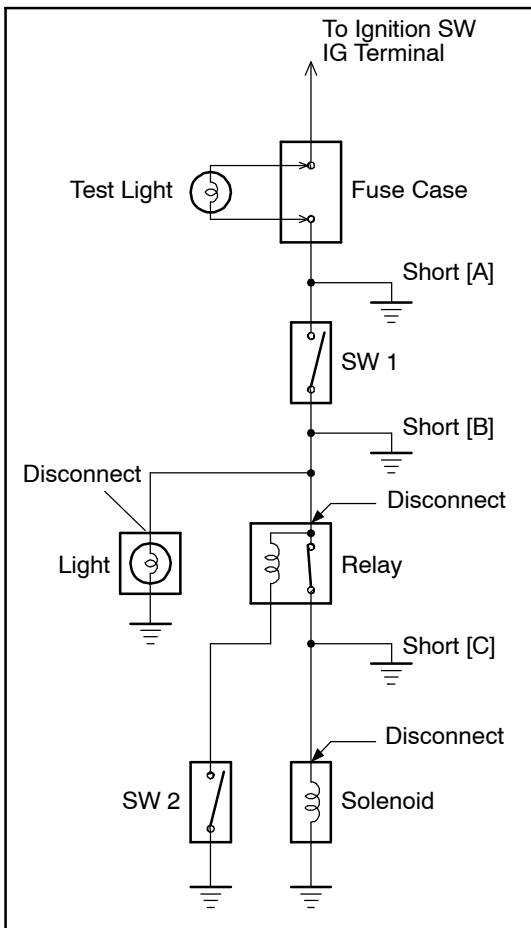 To Ignition SW
IG Terminal
Test Light
Fuse Case
Short [A]
SW 1
Short [B]
Disconnect
Disconnect
Light
Relay
Short [C]
Disconnect
SW 2
Solenoid